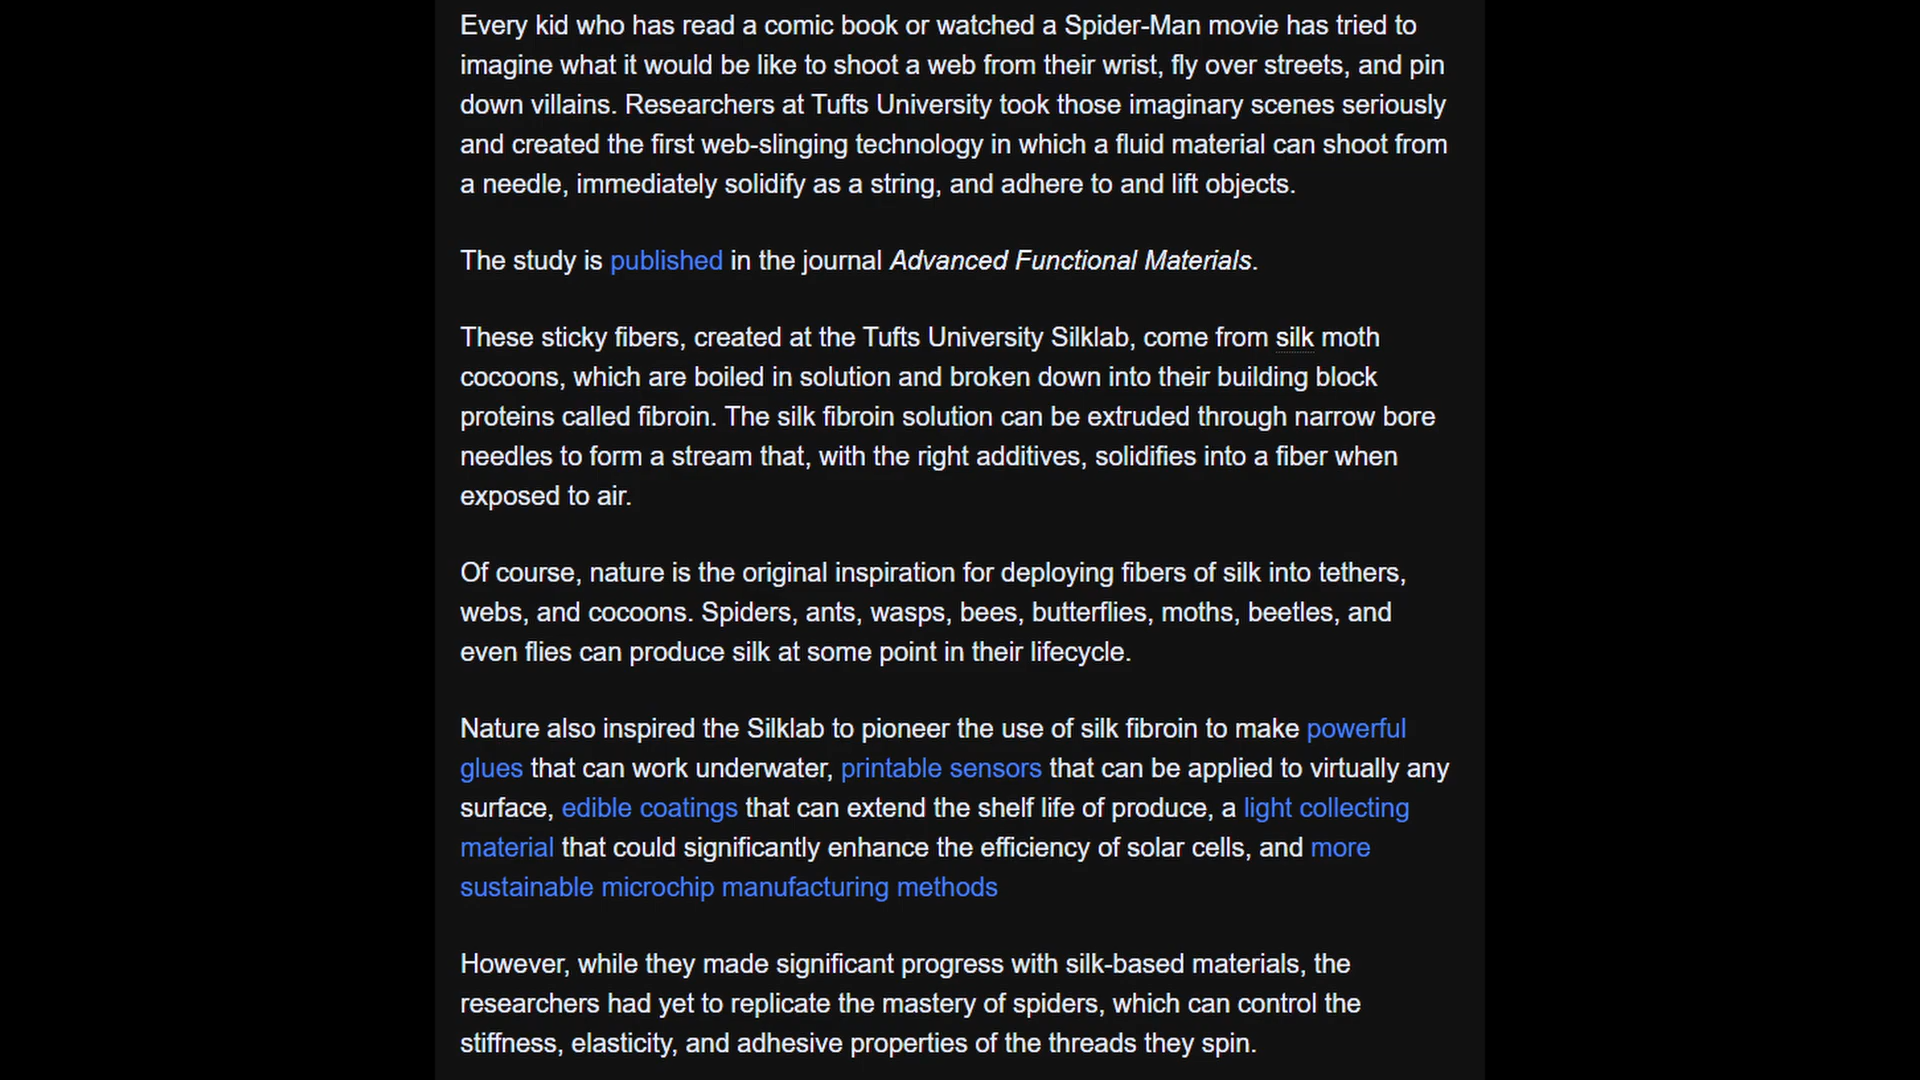 Every kid who has read a comic book or watched a Spider-Man movie has tried to
imagine what it would be like to shoot a web from their wrist, fly over streets, and pin
down villains. Researchers at Tufts University took those imaginary scenes seriously
and created the first web-slinging technology in which a fluid material can shoot from
a needle, immediately solidify as a string, and adhere to and lift objects.
The study is published in the journal Advanced Functional Materials.
These sticky fibers, created at the Tufts University Silklab, come from silk moth
cocoons, which are boiled in solution and broken down into their building block
proteins called fibroin. The silk fibroin solution can be extruded through narrow bore
needles to form a stream that, with the right additives, solidifies into a fiber when
exposed to air.
Of course, nature is the original inspiration for deploying fibers of silk into tethers,
webs, and cocoons. Spiders, ants, wasps, bees, butterflies, moths, beetles, and
even flies can produce silk at some point in their lifecycle.
Nature also inspired the Silklab to pioneer the use of silk fibroin to make powerful
glues that can work underwater, printable sensors that can be applied to virtually any
surface, edible coatings that can extend the shelf life of produce, a light collecting
material that could significantly enhance the efficiency of solar cells, and more
sustainable microchip manufacturing methods
However, while they made significant progress with silk-based materials, the
researchers had yet to replicate the mastery of spiders, which can control the
stiffness, elasticity, and adhesive properties of the threads they spin.